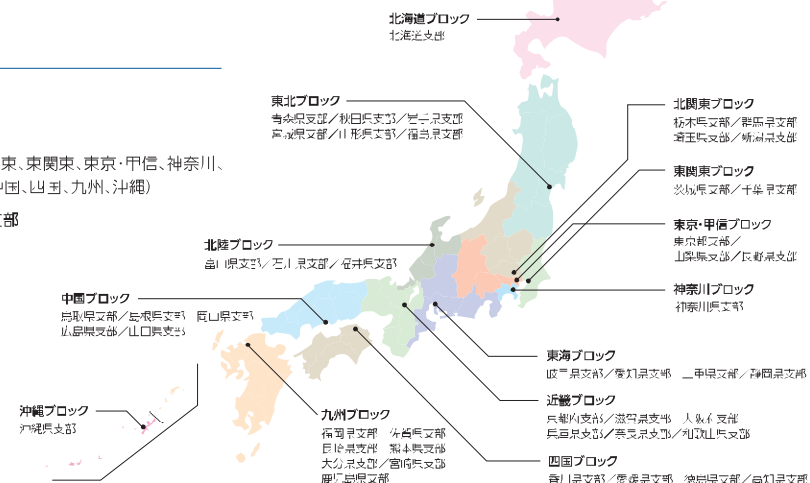 北海道ブロック
北海道支部
東北ブロック
青森県支部／秋田県支部／岩手県支部
宮城県支部／山形県支部／福島県支部
北関東ブロック
栃木県支部／群馬県支部
埼玉県支部／新潟県支部
東、東関東、東京・甲信、神奈川、
中国、四国、九州、沖縄）
支部
東関東ブロック
茨城県支部／千葉県支部
東京・甲信ブロック
東京都支部／
山梨県支部／長野県支部
北陸ブロック
富山県支部／石川県支部／福井県支部
神奈川ブロック
神奈川県支部
中国ブロック
鳥取県支部／島根県支部 岡山県支部
広島県支部／山口県支部
東海ブロック
岐阜県支部／愛知県支部 三重県支部／静岡県支部
近畿ブロック
京都府支部／滋賀県支部 大阪府支部
兵庫県支部／奈良県支部／和歌山県支部
沖縄ブロック
沖縄県支部
九州ブロック
福岡県支部 佐賀県支部
長崎県支部 熊本県支部
大分県支部／宮崎県支部
鹿児島県支部
四国ブロック
香川県支部／愛媛県支部 徳島県支部／高知県支部